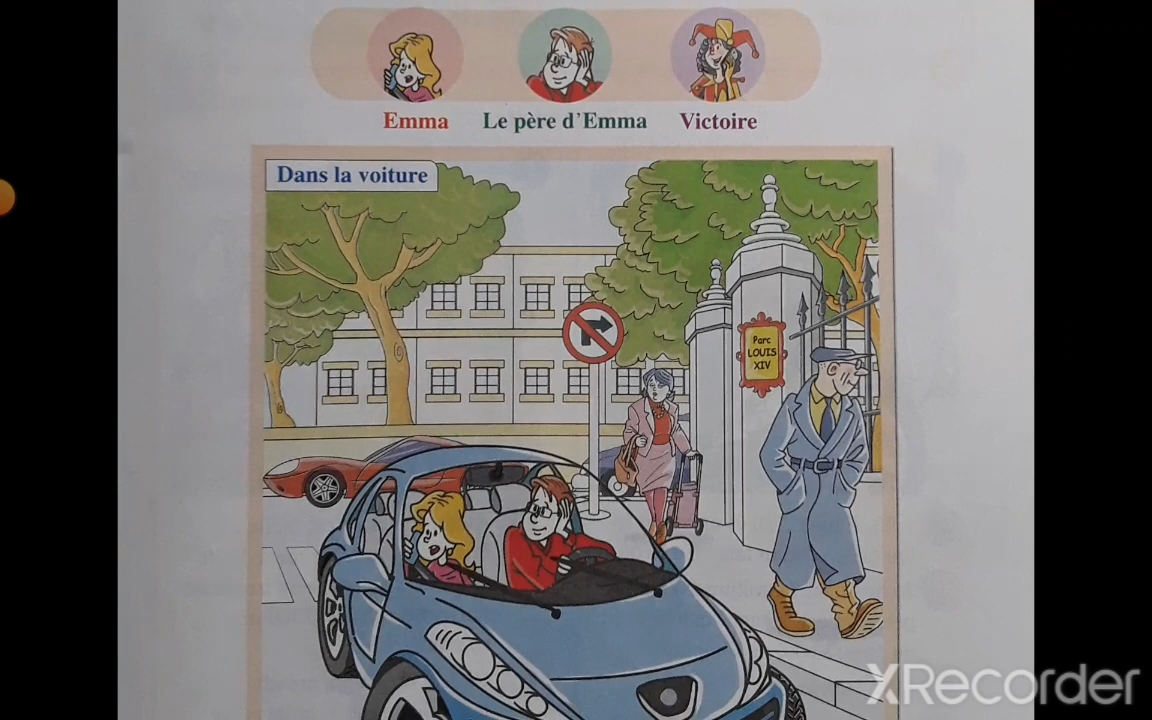 Emma
Le père d'Emma
Victoire
Dans la voiture
Parc
LOUIS
XIV
XRecorder